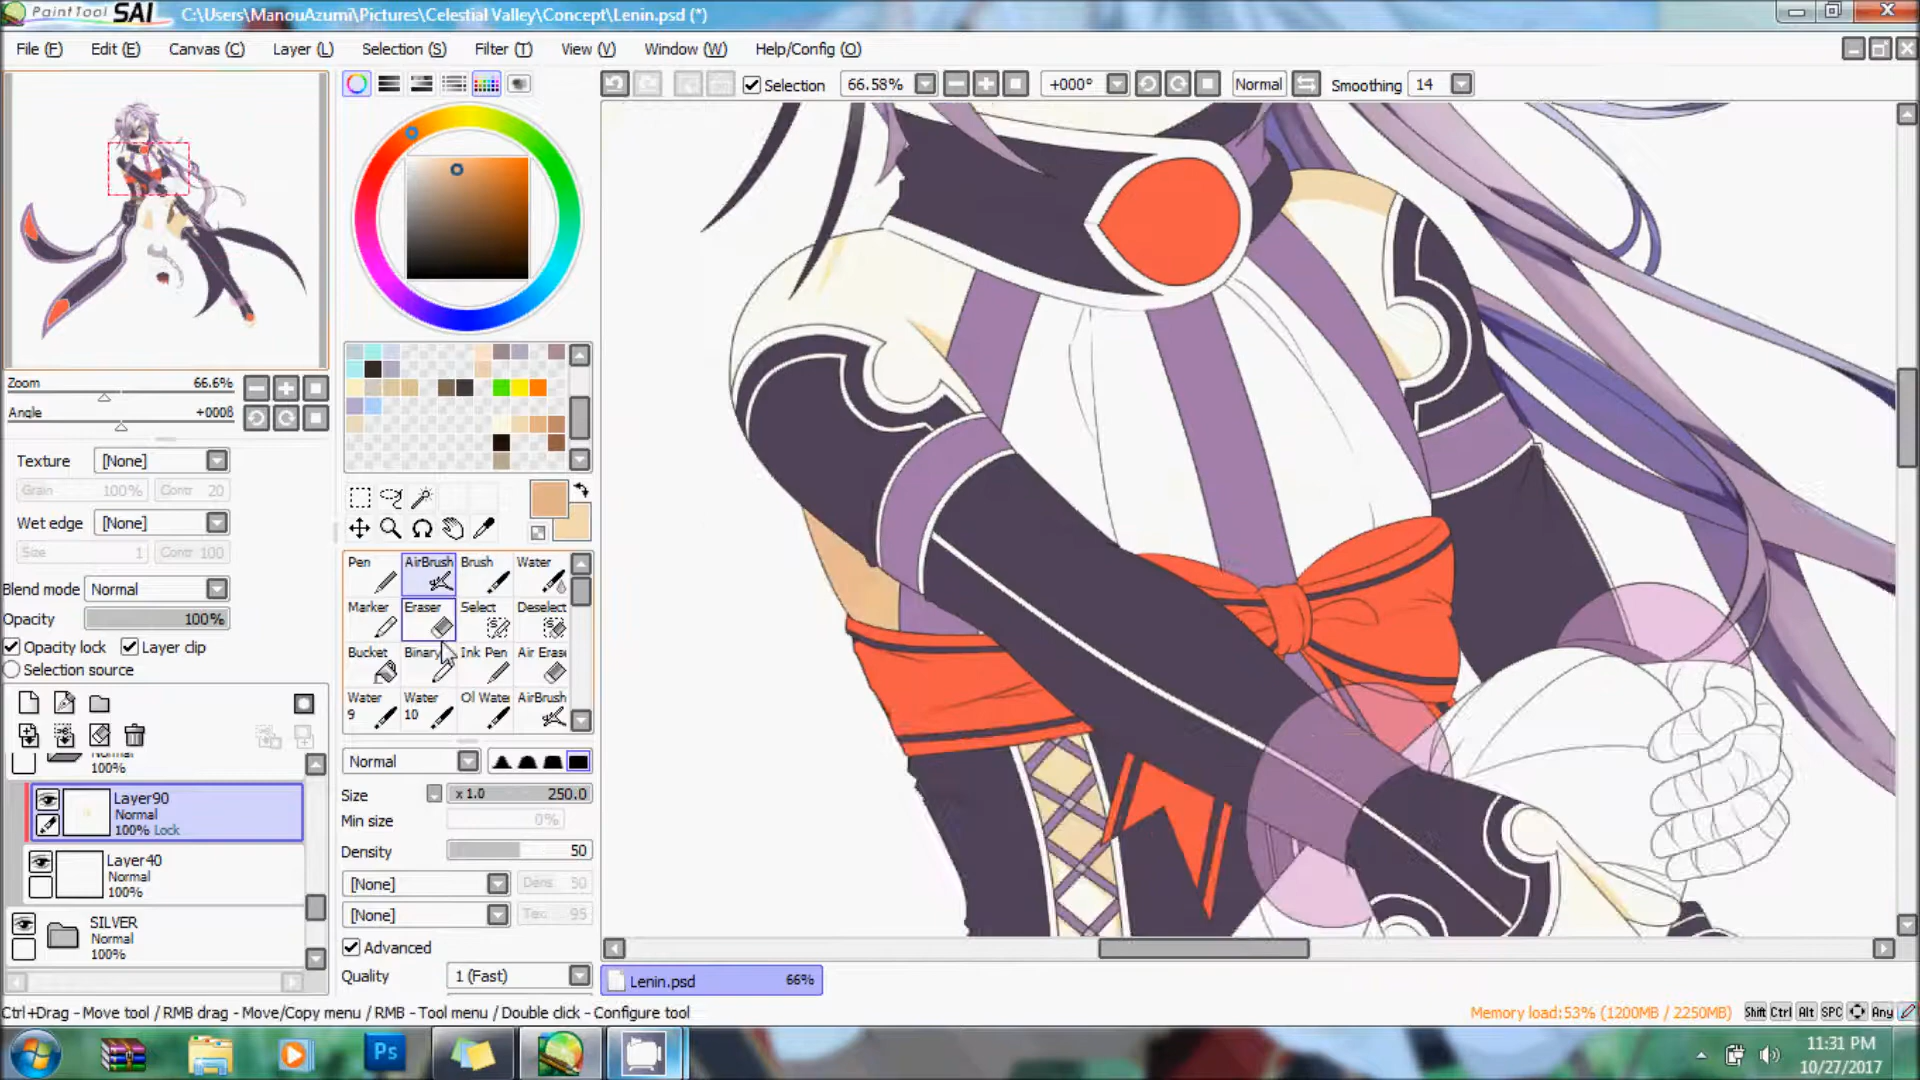 PaintTool SAI C:\Users\ManouAzumi\Pictures\Celestial Valley\Concept\Lenin.psd (*)
File (F) Edit (E) Canvas (C) Layer (L) Selection (S) Filter (T) View (V) Window (W) Help/Config (O)
Selection 66.58% +000° Normal Smoothing 14
Zoom 66.6%
Angle +000ß
Texture [None]
Grain 100% Contr 20
Wet edge [None]
Size 1 Contr 100
Blend mode Normal
Opacity 100%
Opacity lock Layer clip
Selection source
Normal
100%
Layer90
Normal
100% Lock
Layer40
Normal
100%
SILVER
Normal
100%
Pen AirBrush Brush Water
Marker Eraser Select Deselect
Bucket Binary Ink Pen Air Eras
Water 9 Water 10 Ol Wate AirBrush
Normal
Size x 1.0 250.0
Min size 0%
Density 50
[None] Dens 50
[None] Tec 95
Advanced
Quality 1 (Fast)
Lenin.psd 66%
Ctrl+Drag - Move tool / RMB drag - Move/Copy menu / RMB - Tool menu / Double click - Configure tool
Memory load:53% (1200MB / 2250MB) Shift Ctrl Alt SPC Any
Ps
11:31 PM
10/27/2017